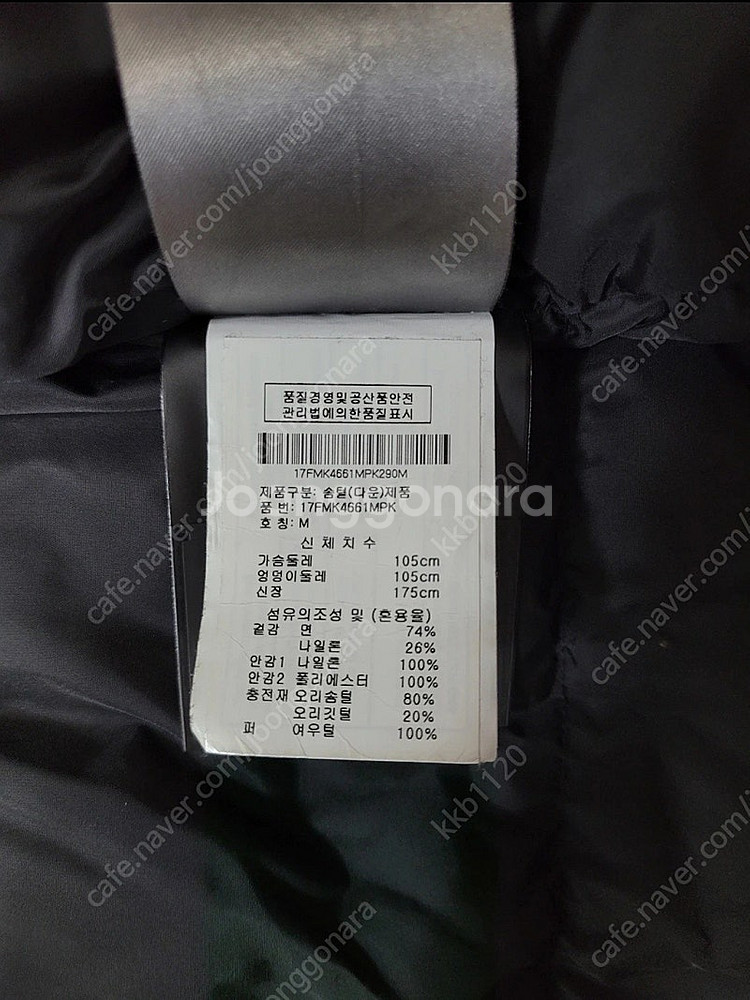 품질경영및공산품안전
관리법에의한품질표시
17FMK4661MPK290M
제품구분: 솜털(다운)제품
품 번: 17FMK4661MPK
호 칭: M
신 체 치 수
가슴둘레 105cm
엉덩이둘레 105cm
신장 175cm
섬유의조성 및 (혼용율)
겉감 면 74%
나일론 26%
안감1 나일론 100%
안감2 폴리에스터 100%
충전재 오리솜털 80%
오리깃털 20%
퍼 여우털 100%
joonggonara
cafe.naver.com/joonggonara
kkb1120